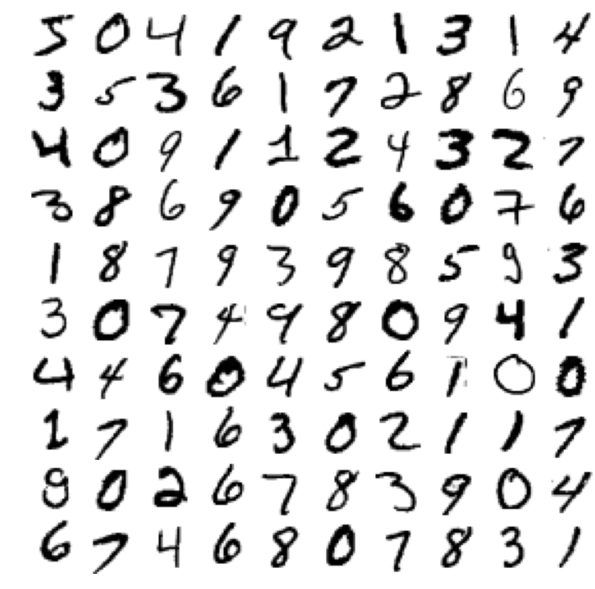 5 0 4 1 9 2 1 3 1 4
3 5 3 6 1 7 2 8 6 9
4 0 9 1 1 2 4 3 2 7
3 8 6 9 0 5 6 0 7 6
1 8 7 9 3 9 8 5 9 3
3 0 7 4 9 8 0 9 4 1
4 4 6 0 4 5 6 1 0 0
1 7 1 6 3 0 2 1 1 7
9 0 2 6 7 8 3 9 0 4
6 7 4 6 8 0 7 8 3 1